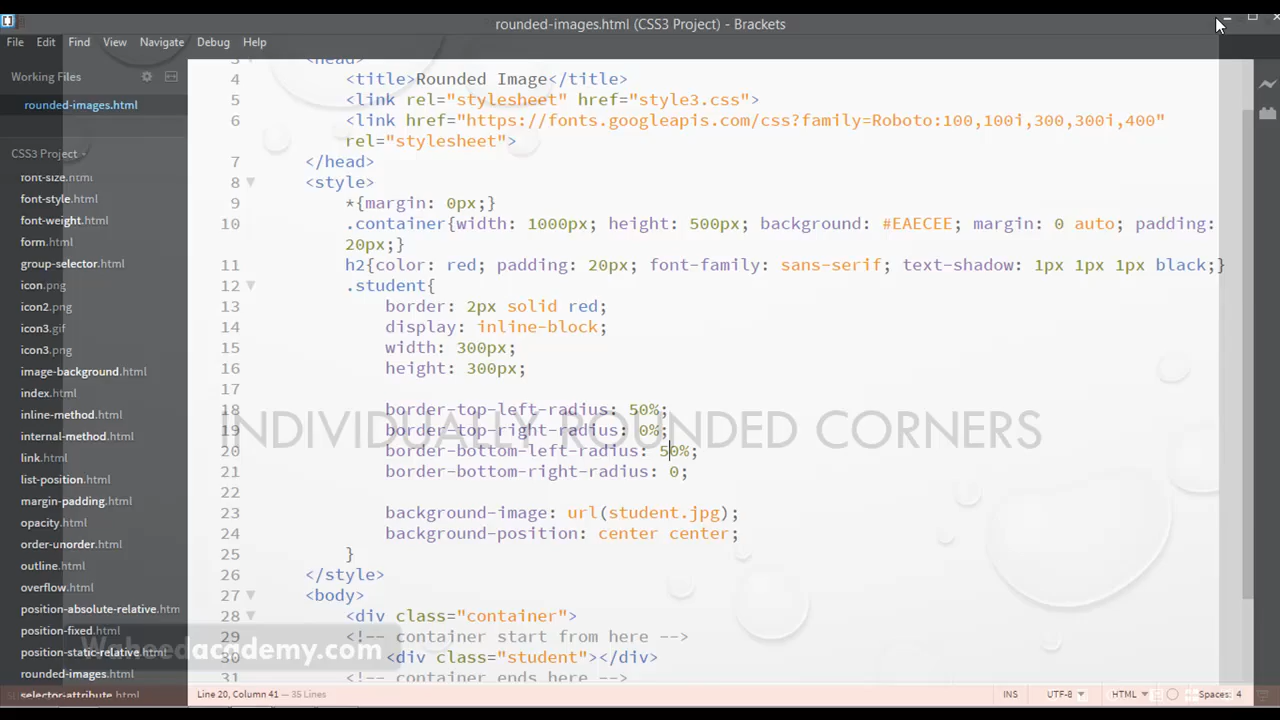 rounded-images.html (CSS3 Project) - Brackets
File Edit Find View Navigate Debug Help
Working Files
rounded-images.html
CSS3 Project
font-size.html
font-style.html
font-weight.html
form.html
group-selector.html
icon.png
icon2.png
icon3.gif
icon3.png
image-background.html
index.html
inline-method.html
internal-method.html
link.html
list-position.html
margin-padding.html
opacity.html
order-unorder.html
outline.html
overflow.html
position-absolute-relative.htm
position-fixed.html
position-static-relative.html
rounded-images.html
selector-attribute.html
3 <head>
4 <title>Rounded Image</title>
5 <link rel="stylesheet" href="style3.css">
6 <link href="https://fonts.googleapis.com/css?family=Roboto:100,100i,300,300i,400"
rel="stylesheet">
7 </head>
8 <style>
9 *{margin: 0px;}
10 .container{width: 1000px; height: 500px; background: #EAECEE; margin: 0 auto; padding:
20px;}
11 h2{color: red; padding: 20px; font-family: sans-serif; text-shadow: 1px 1px 1px black;}
12 .student{
13 border: 2px solid red;
14 display: inline-block;
15 width: 300px;
16 height: 300px;
17
18 border-top-left-radius: 50%;
19 border-top-right-radius: 0%;
20 border-bottom-left-radius: 50%;
21 border-bottom-right-radius: 0;
22
23 background-image: url(student.jpg);
24 background-position: center center;
25 }
26 </style>
27 <body>
28 <div class="container">
29 <!-- container start from here -->
30 <div class="student"></div>
31 <!-- container ends here -->
INDIVIDUALLY ROUNDED CORNERS
Waheedacademy.com
Line 20, Column 41 — 35 Lines
INS UTF-8 HTML Spaces: 4